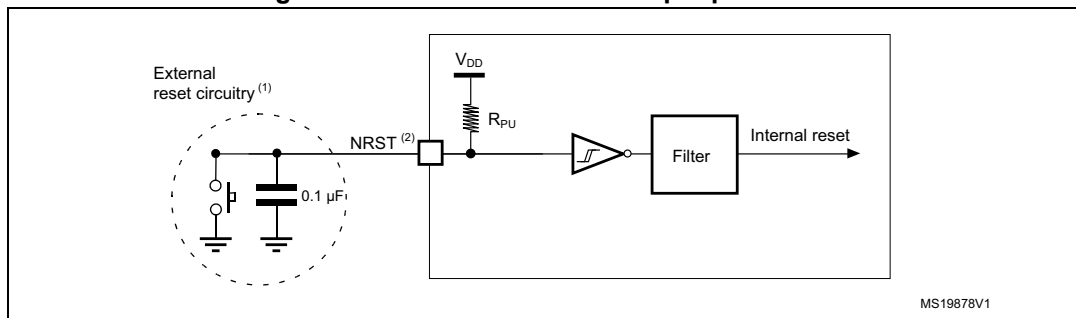 External
reset circuitry (1)
VDD
RPU
NRST (2)
0.1 µF
Filter
Internal reset
MS19878V1